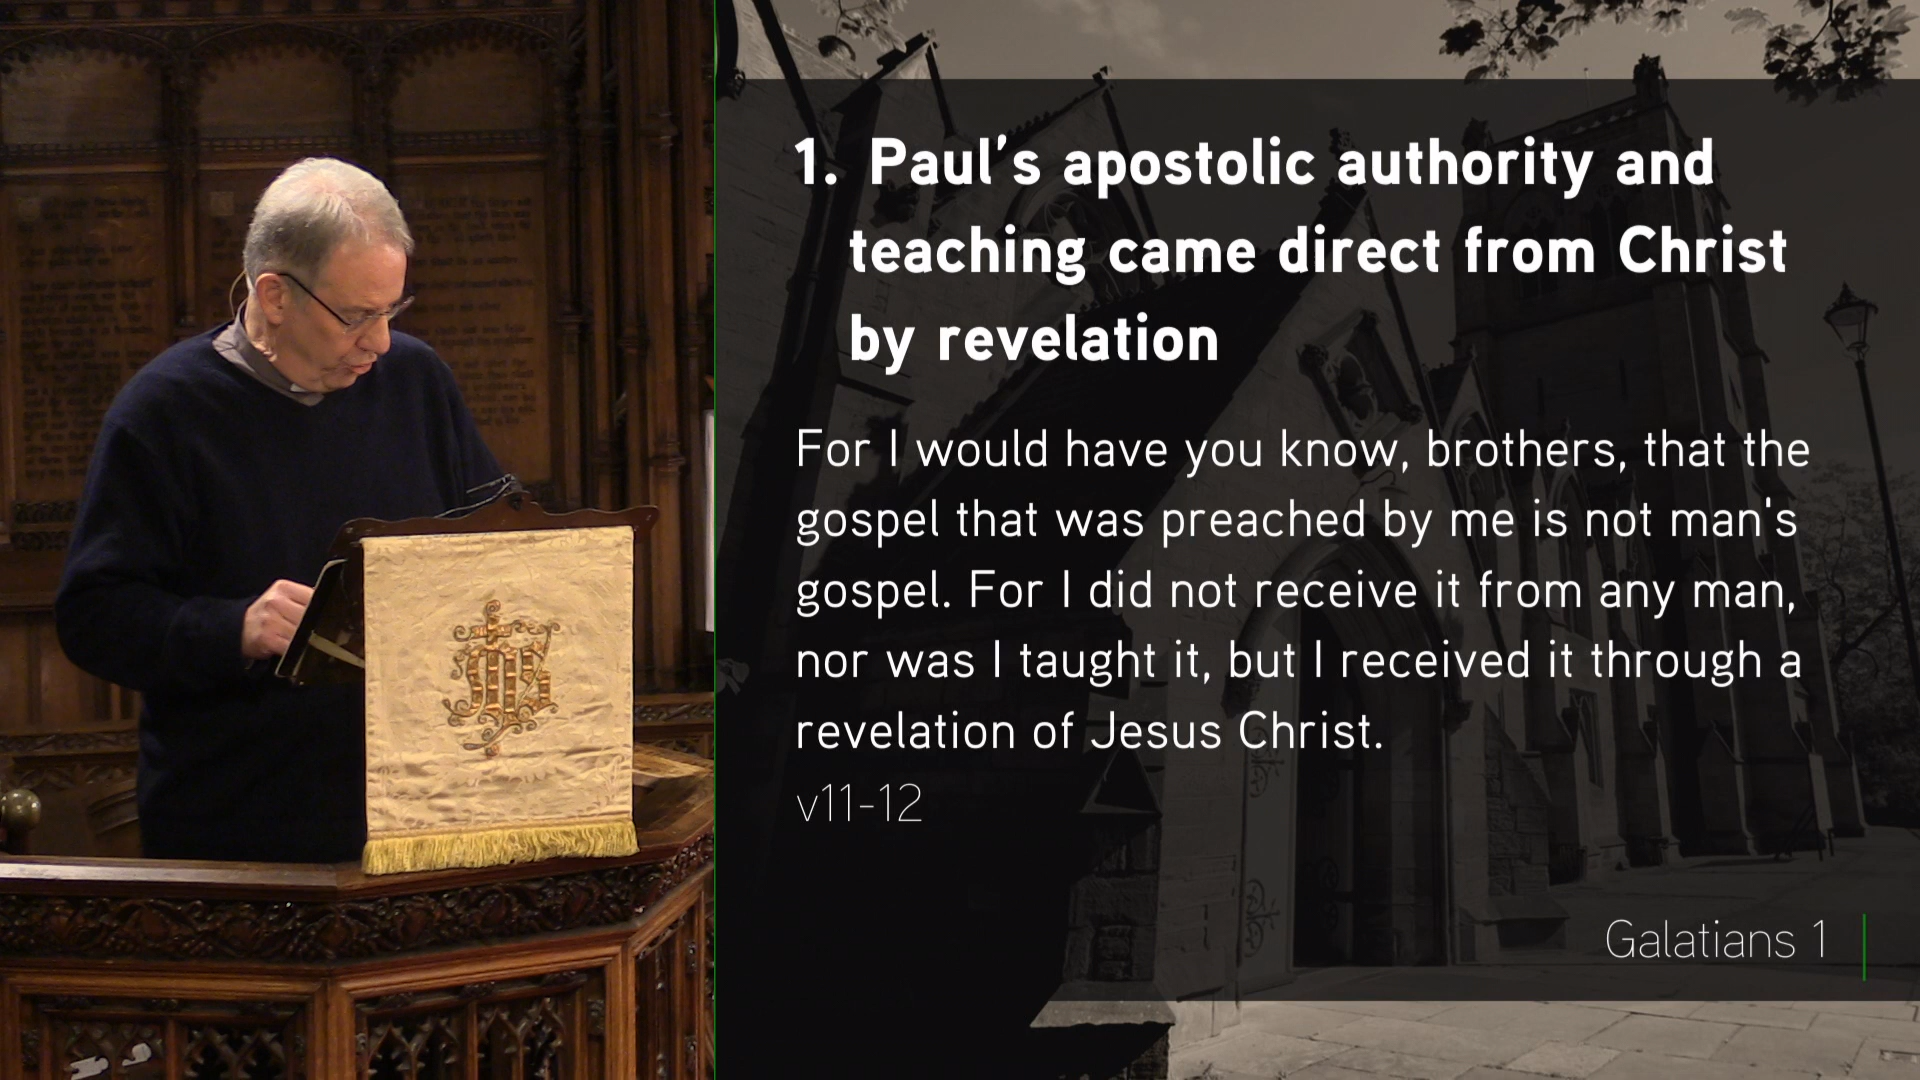 1. Paul's apostolic authority and
teaching came direct from Christ
by revelation
For I would have you know, brothers, that the
gospel that was preached by me is not man's
gospel. For I did not receive it from any man,
nor was I taught it, but I received it through a
revelation of Jesus Christ.
v11-12
Galatians 1